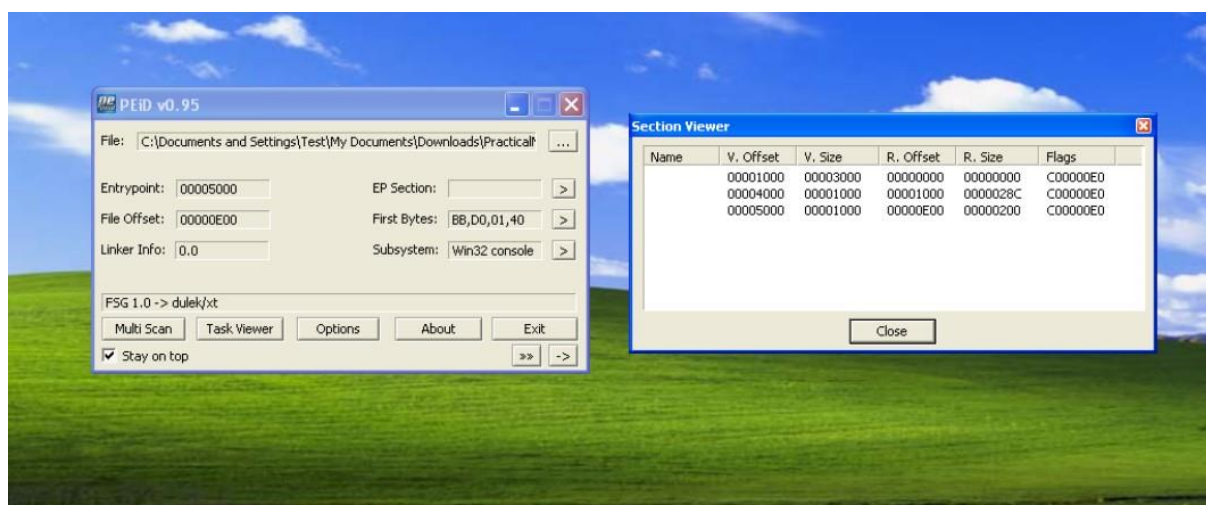 PEiD v0.95
File: C:\Documents and Settings\Test\My Documents\Downloads\Practical ...
Entrypoint: 00005000 EP Section: >
File Offset: 00000E00 First Bytes: BB,D0,01,40 >
Linker Info: 0.0 Subsystem: Win32 console >
FSG 1.0 -> dulek/xt
Multi Scan Task Viewer Options About Exit
Stay on top >> ->
Section Viewer
Name V. Offset V. Size R. Offset R. Size Flags
00001000 00003000 00000000 00000000 C00000E0
00004000 00001000 00001000 0000028C C00000E0
00005000 00001000 00000E00 00000200 C00000E0
Close